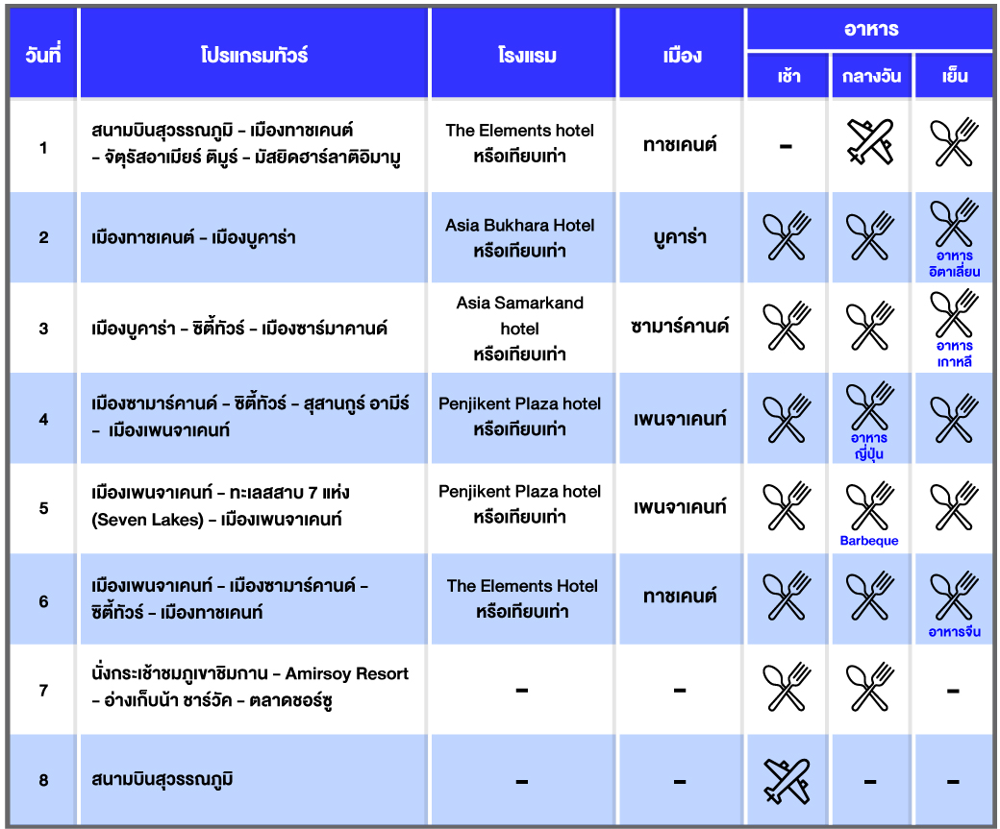 วันที่
โปรแกรมทัวร์
โรงแรม
เมือง
อาหาร
เช้า
กลางวัน
เย็น
1
สนามบินสุวรรณภูมิ - เมืองทาชเคนต์
- จัตุรัสอาเมียร์ ติมูร์ - มัสยิดฮาร์ลาติอิมามู
The Elements hotel
หรือเทียบเท่า
ทาชเคนต์
-
2
เมืองทาชเคนต์ - เมืองบูคาร่า
Asia Bukhara Hotel
หรือเทียบเท่า
บูคาร่า
อาหาร
อิตาเลี่ยน
3
เมืองบูคาร่า - ซิตี้ทัวร์ - เมืองซาร์มาคานด์
Asia Samarkand
hotel
หรือเทียบเท่า
ซามาร์คานด์
อาหาร
เกาหลี
4
เมืองซามาร์คานด์ - ซิตี้ทัวร์ - สุสานกูร์ อามีร์
- เมืองเพนจาเคนท์
Penjikent Plaza hotel
หรือเทียบเท่า
เพนจาเคนท์
อาหาร
ญี่ปุ่น
5
เมืองเพนจาเคนท์ - ทะเลสสาบ 7 แห่ง
(Seven Lakes) - เมืองเพนจาเคนท์
Penjikent Plaza hotel
หรือเทียบเท่า
เพนจาเคนท์
Barbeque
6
เมืองเพนจาเคนท์ - เมืองซามาร์คานด์ -
ซิตี้ทัวร์ - เมืองทาชเคนท์
The Elements Hotel
หรือเทียบเท่า
ทาชเคนต์
อาหารจีน
7
นั่งกระเช้าชมภูเขาชิมกาน - Amirsoy Resort
- อ่างเก็บน้ำ ชาร์วัค - ตลาดชอร์ซู
-
-
-
8
สนามบินสุวรรณภูมิ
-
-
-
-